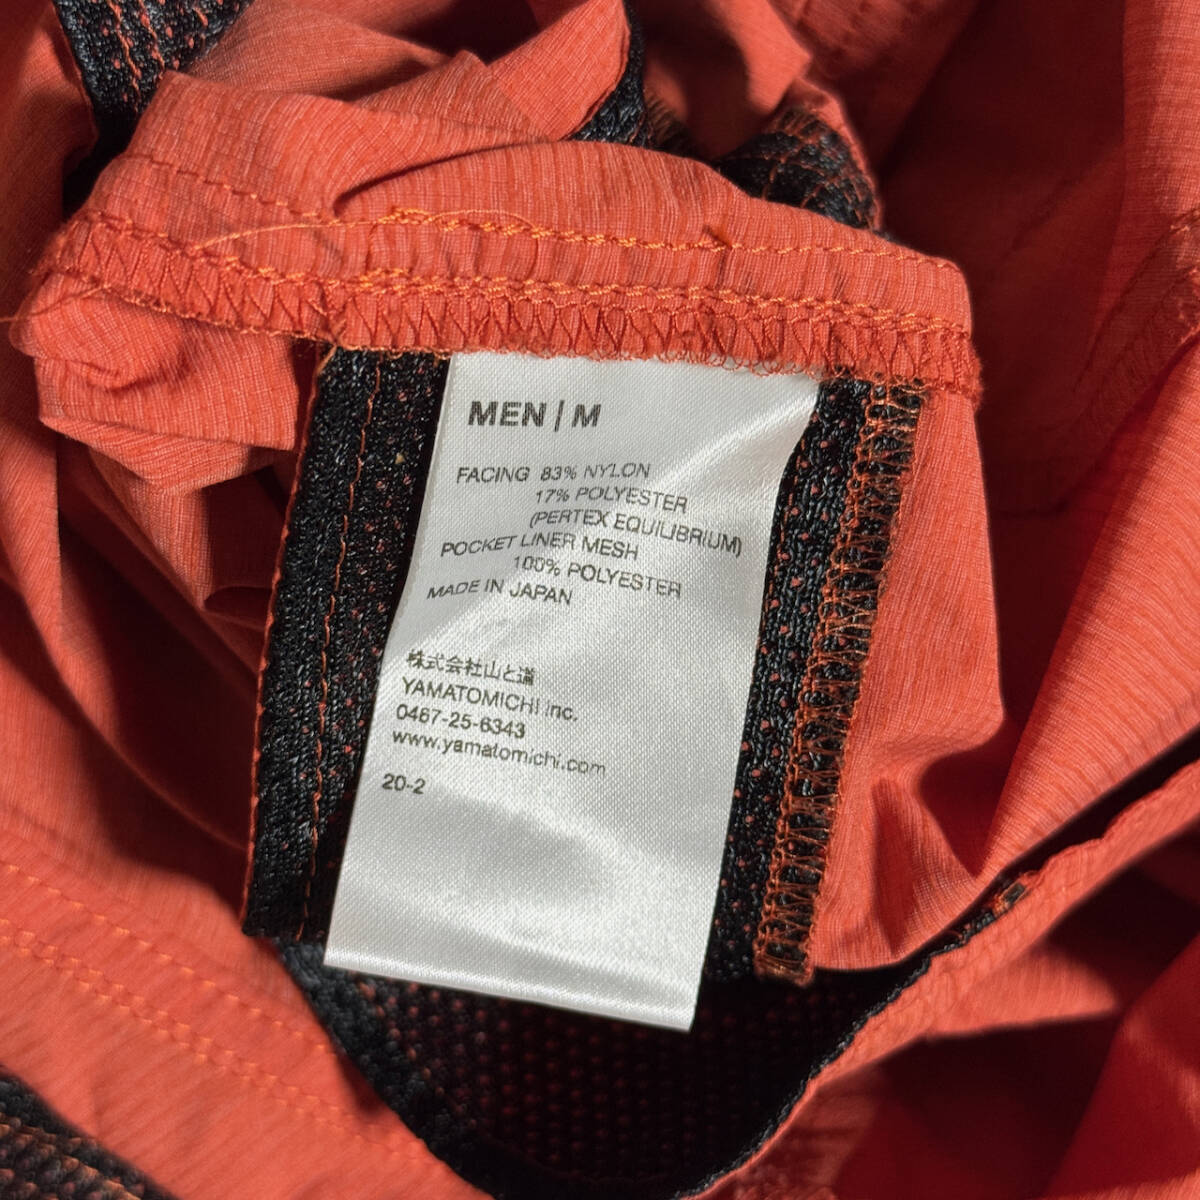 MEN | M
FACING 83% NYLON
17% POLYESTER
(PERTEX EQUILIBRIUM)
POCKET LINER MESH
100% POLYESTER
MADE IN JAPAN
株式会社山と道
YAMATOMICHI Inc.
0467-25-6343
www.yamatomichi.com
20-2